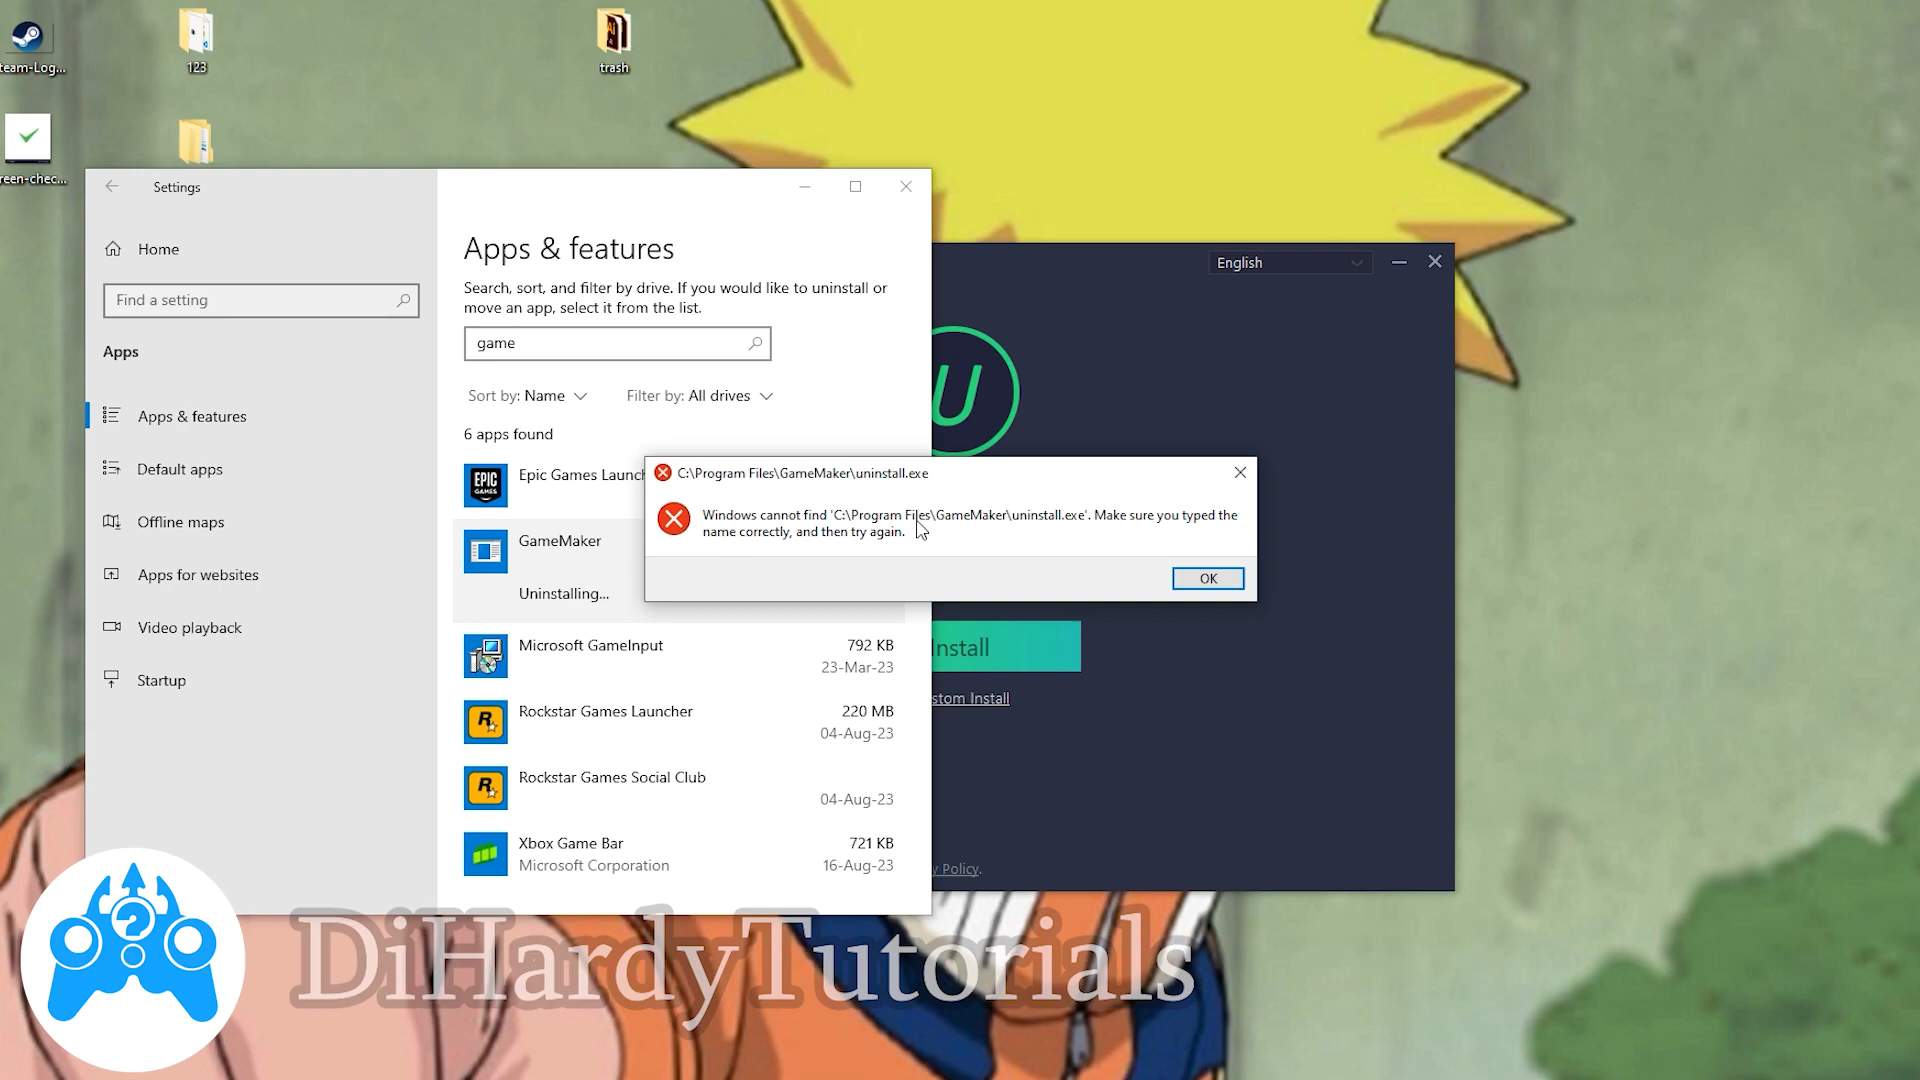 team-Log...
123
trash
reen-chec...
Settings
Home
Find a setting
Apps
Apps & features
Default apps
Offline maps
Apps for websites
Video playback
Startup
Apps & features
Search, sort, and filter by drive. If you would like to uninstall or
move an app, select it from the list.
game
Sort by: Name
Filter by: All drives
6 apps found
EPIC
GAMES
Epic Games Launch
GameMaker
Uninstalling...
Microsoft GameInput
792 KB
23-Mar-23
R
Rockstar Games Launcher
220 MB
04-Aug-23
R
Rockstar Games Social Club
04-Aug-23
Xbox Game Bar
721 KB
Microsoft Corporation
16-Aug-23
C:\Program Files\GameMaker\uninstall.exe
Windows cannot find 'C:\Program Files\GameMaker\uninstall.exe'. Make sure you typed the
name correctly, and then try again.
OK
English
U
Install
stom Install
y Policy.
?
DiHardyTutorials